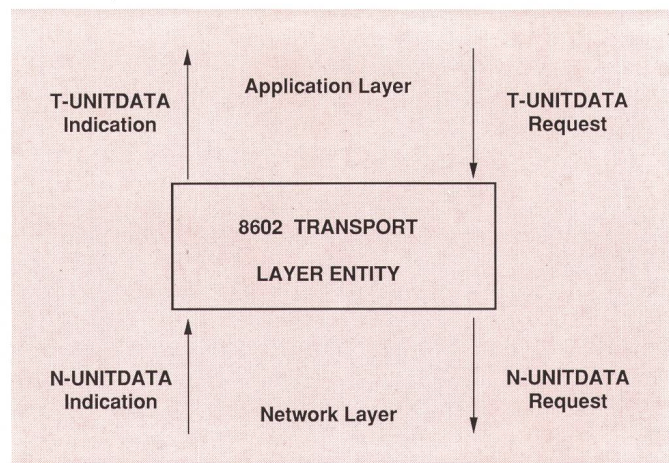 Application Layer
T-UNITDATA
Indication
T-UNITDATA
Request
8602 TRANSPORT
LAYER ENTITY
N-UNITDATA
Indication
N-UNITDATA
Request
Network Layer